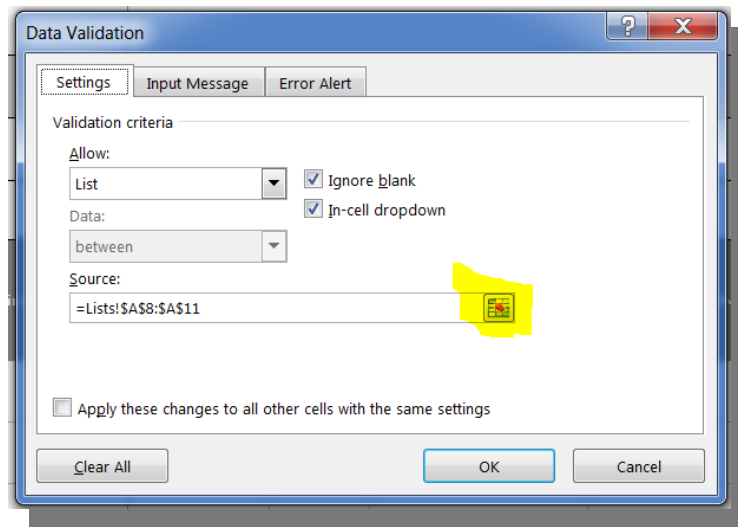 Data Validation
Settings
Input Message
Error Alert
Validation criteria
Allow:
List
Ignore blank
In-cell dropdown
Data:
between
Source:
=Lists!$A$8:$A$11
Apply these changes to all other cells with the same settings
Clear All
OK
Cancel